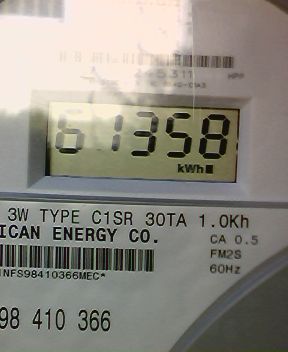 61358
kWh
3W TYPE C1SR 30TA 1.0Kh
ICAN ENERGY CO.
CA 0.5
FM2S
60Hz
NFS98410366MEC*
98 410 366